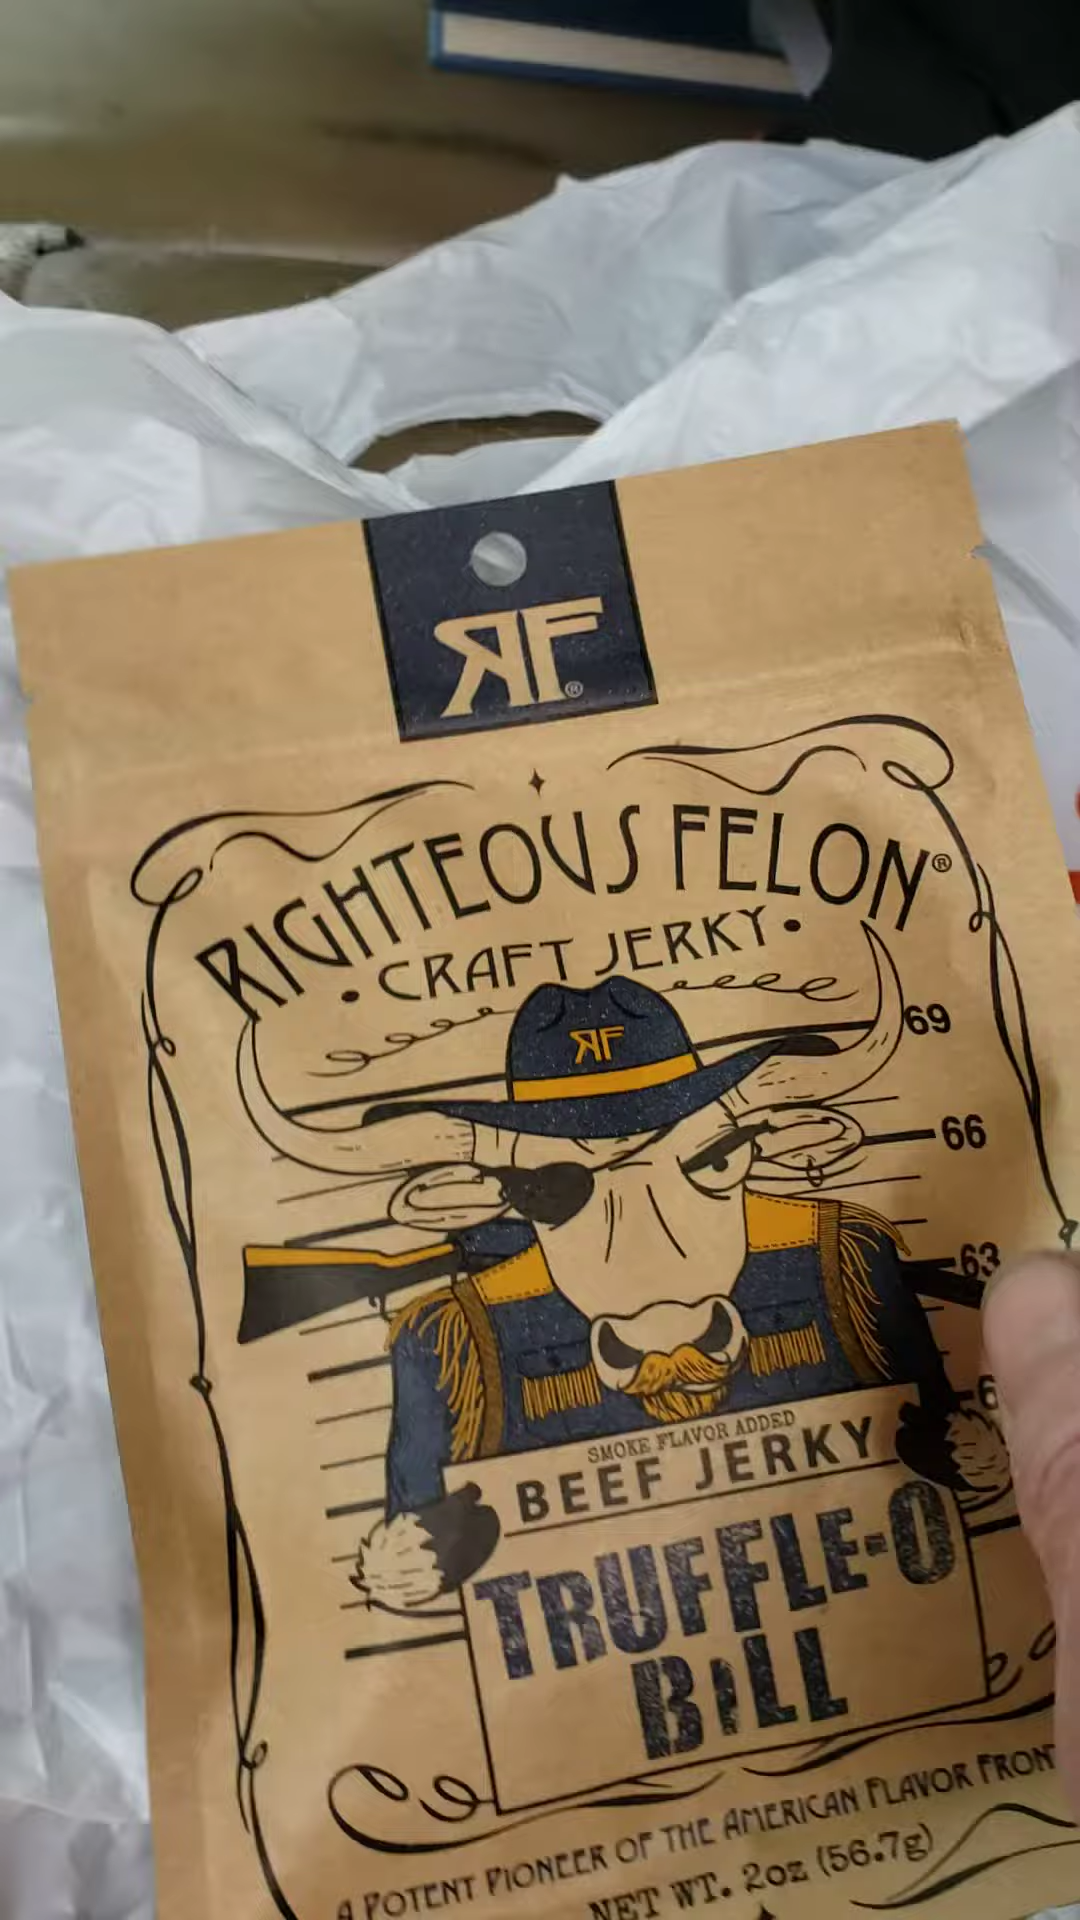 RF®
RIGHTEOUS FELON®
• CRAFT JERKY •
RF
69
66
63
SMOKE FLAVOR ADDED
BEEF JERKY
TRUFFLE-O
BILL
A POTENT PIONEER OF THE AMERICAN FLAVOR
NET WT. 2oz (56.7g)